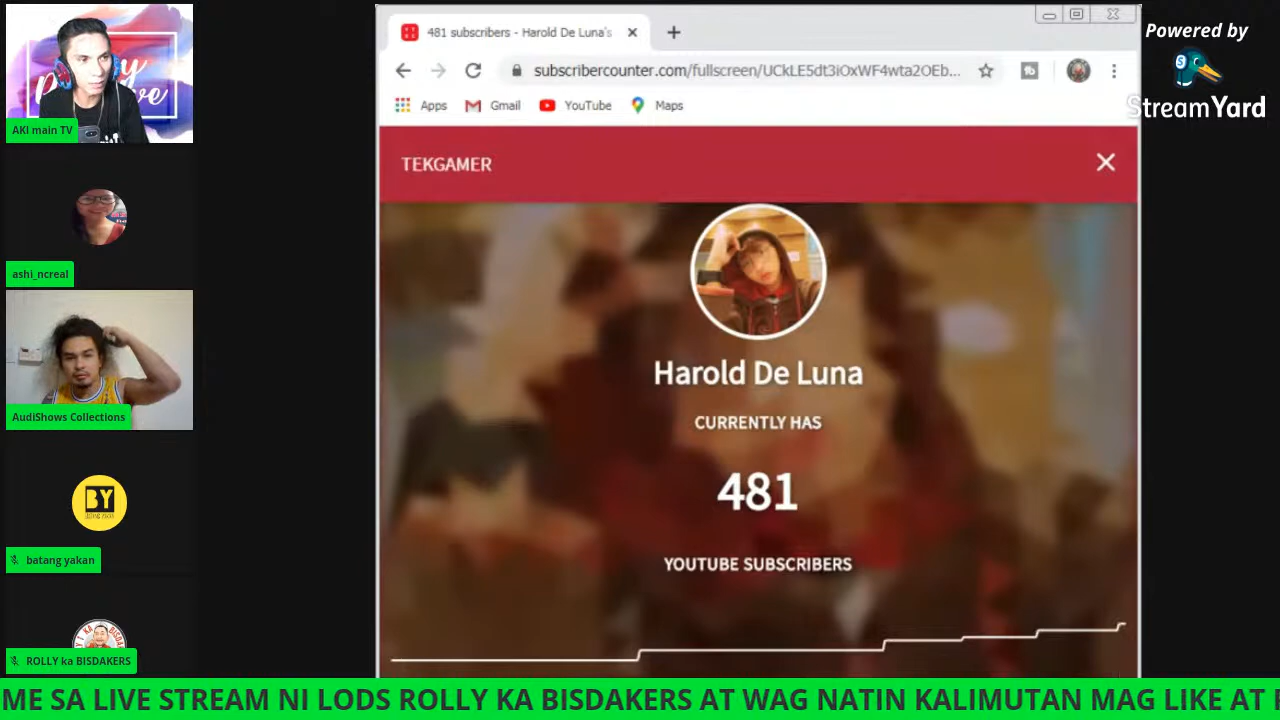 AKI main TV
ashi_ncreal
AudiShows Collections
BY
batang yakan
ROLLY ka BISDAKERS
481 subscribers - Harold De Luna's
subscribercounter.com/fullscreen/UCkLE5dt3iOxWF4wta2OEb...
Apps Gmail YouTube Maps
TEKGAMER
Harold De Luna
CURRENTLY HAS
481
YOUTUBE SUBSCRIBERS
Powered by
StreamYard
ME SA LIVE STREAM NI LODS ROLLY KA BISDAKERS AT WAG NATIN KALIMUTAN MAG LIKE AT